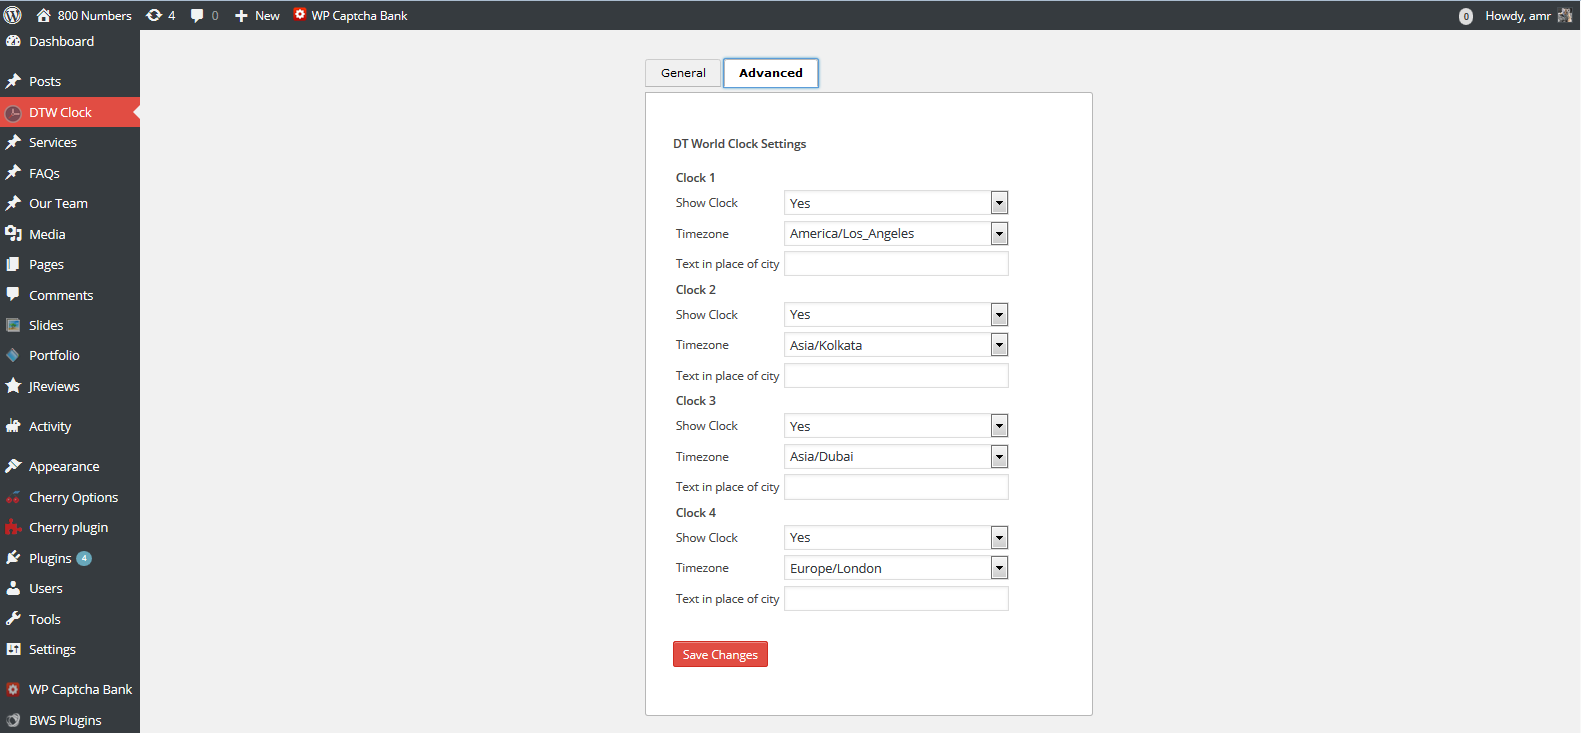 800 Numbers 4 0 New WP Captcha Bank 0 Howdy, amr
Dashboard
Posts
DTW Clock
Services
FAQs
Our Team
Media
Pages
Comments
Slides
Portfolio
JReviews
Activity
Appearance
Cherry Options
Cherry plugin
Plugins 4
Users
Tools
Settings
WP Captcha Bank
BWS Plugins
General Advanced
DT World Clock Settings
Clock 1
Show Clock Yes
Timezone America/Los_Angeles
Text in place of city
Clock 2
Show Clock Yes
Timezone Asia/Kolkata
Text in place of city
Clock 3
Show Clock Yes
Timezone Asia/Dubai
Text in place of city
Clock 4
Show Clock Yes
Timezone Europe/London
Text in place of city
Save Changes